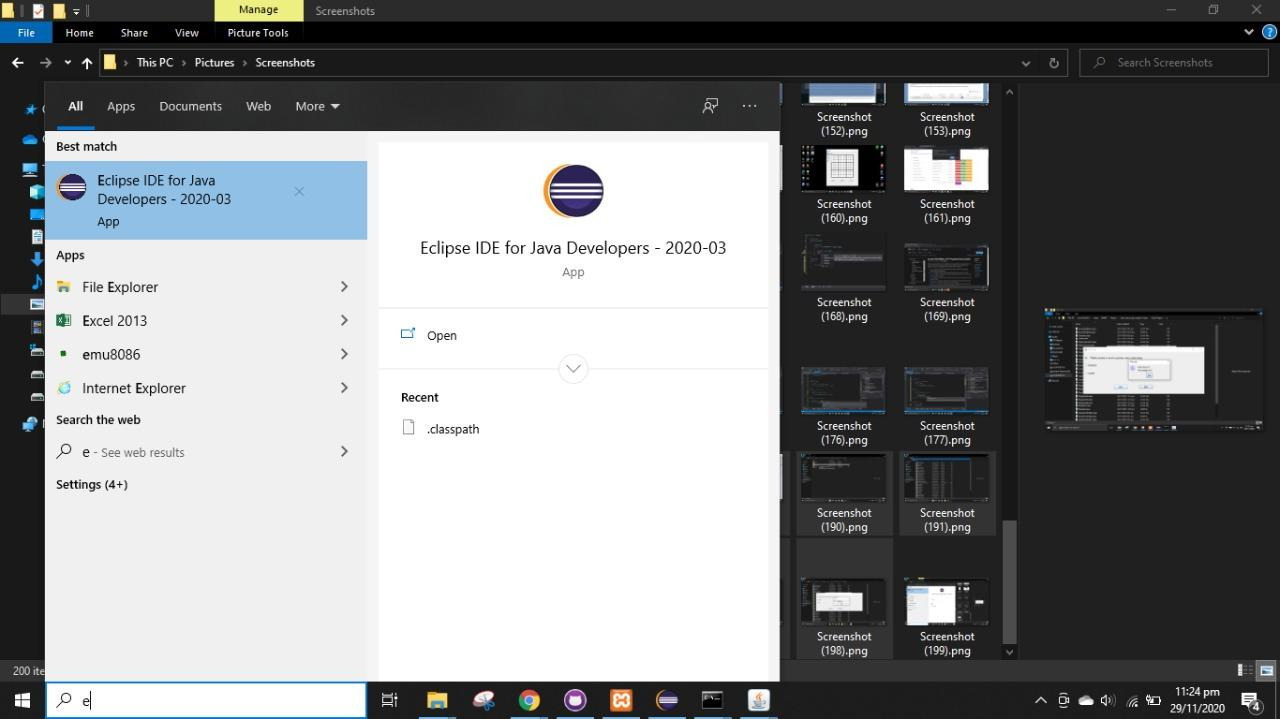 Manage
Screenshots
File
Home
Share
View
Picture Tools
This PC
Pictures
Screenshots
Search Screenshots
All
Apps
Documents
Web
More
Best match
Eclipse IDE for Java
Developers - 2020-03
App
Apps
File Explorer
Excel 2013
emu8086
Internet Explorer
Search the web
e - See web results
Settings (4+)
Eclipse IDE for Java Developers - 2020-03
App
Open
Recent
.classpath
Screenshot
(152).png
Screenshot
(153).png
Screenshot
(160).png
Screenshot
(161).png
Screenshot
(168).png
Screenshot
(169).png
Screenshot
(176).png
Screenshot
(177).png
Screenshot
(190).png
Screenshot
(191).png
Screenshot
(198).png
Screenshot
(199).png
200 ite
e
11:24 pm
29/11/2020
4